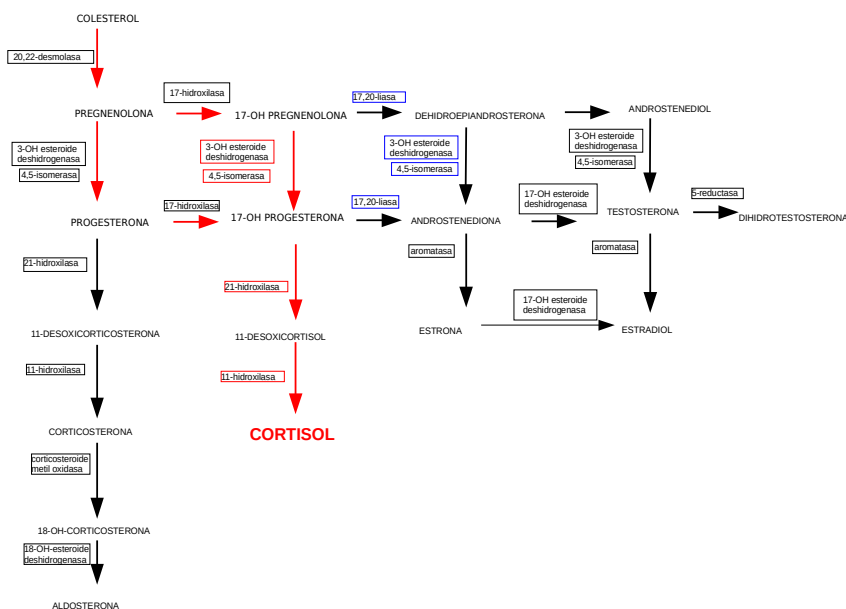 COLESTEROL
20,22-desmolasa
17-hidroxilasa
17,20-liasa
PREGNENOLONA
17-OH PREGNENOLONA
DEHIDROEPIANDROSTERONA
ANDROSTENEDIOL
3-OH esteroide
deshidrogenasa
4,5-isomerasa
3-OH esteroide
deshidrogenasa
4,5-isomerasa
3-OH esteroide
deshidrogenasa
4,5-isomerasa
3-OH esteroide
deshidrogenasa
4,5-isomerasa
17-hidroxilasa
17,20-liasa
17-OH esteroide
deshidrogenasa
5-reductasa
PROGESTERONA
17-OH PROGESTERONA
ANDROSTENEDIONA
TESTOSTERONA
DIHIDROTESTOSTERONA
21-hidroxilasa
21-hidroxilasa
aromatasa
aromatasa
17-OH esteroide
deshidrogenasa
11-DESOXICORTICOSTERONA
11-DESOXICORTISOL
ESTRONA
ESTRADIOL
11-hidroxilasa
11-hidroxilasa
CORTICOSTERONA
CORTISOL
corticosteroide
metil oxidasa
18-OH-CORTICOSTERONA
18-OH-esteroide
deshidrogenasa
ALDOSTERONA